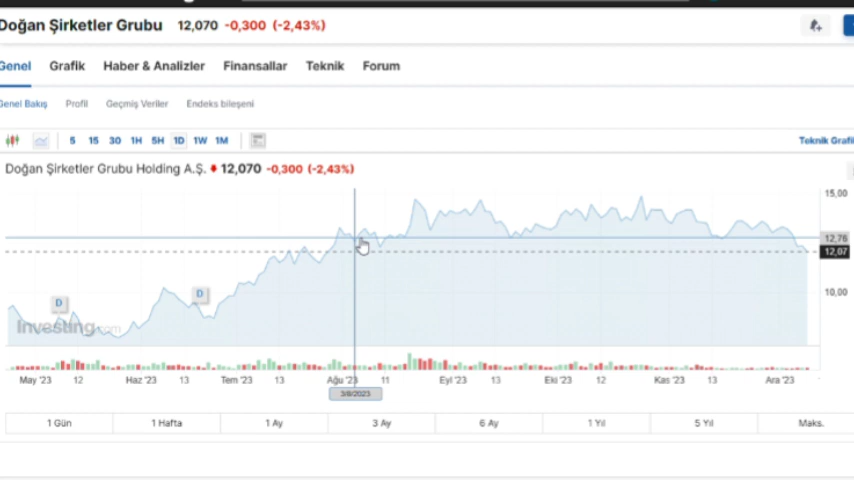 Doğan Şirketler Grubu 12,070 -0,300 (-2,43%)
Genel Grafik Haber & Analizler Finansallar Teknik Forum
Genel Bakış Profil Geçmiş Veriler Endeks bileşeni
5 15 30 1H 5H 1D 1W 1M Teknik Grafi
Doğan Şirketler Grubu Holding A.Ş. 12,070 -0,300 (-2,43%)
15,00
12,76
12,07
D
D
10,00
Investing.com
May '23 12 Haz '23 13 Tem '23 13 Ağu '23 11 Eyl '23 13 Eki '23 12 Kas '23 13 Ara '23
3/8/2023
1 Gün 1 Hafta 1 Ay 3 Ay 6 Ay 1 Yıl 5 Yıl Maks.